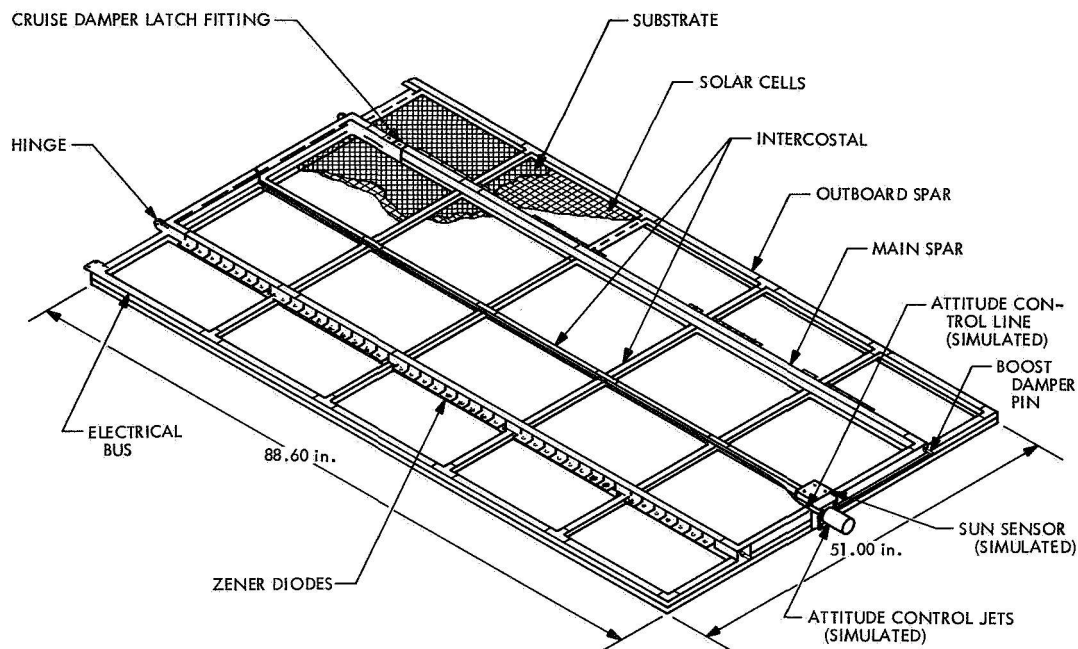 CRUISE DAMPER LATCH FITTING
SUBSTRATE
SOLAR CELLS
HINGE
INTERCOSTAL
OUTBOARD SPAR
MAIN SPAR
ATTITUDE CON-
TROL LINE
(SIMULATED)
BOOST
DAMPER
PIN
ELECTRICAL
BUS
88.60 in.
SUN SENSOR
(SIMULATED)
51.00 in.
ZENER DIODES
ATTITUDE CONTROL JETS
(SIMULATED)